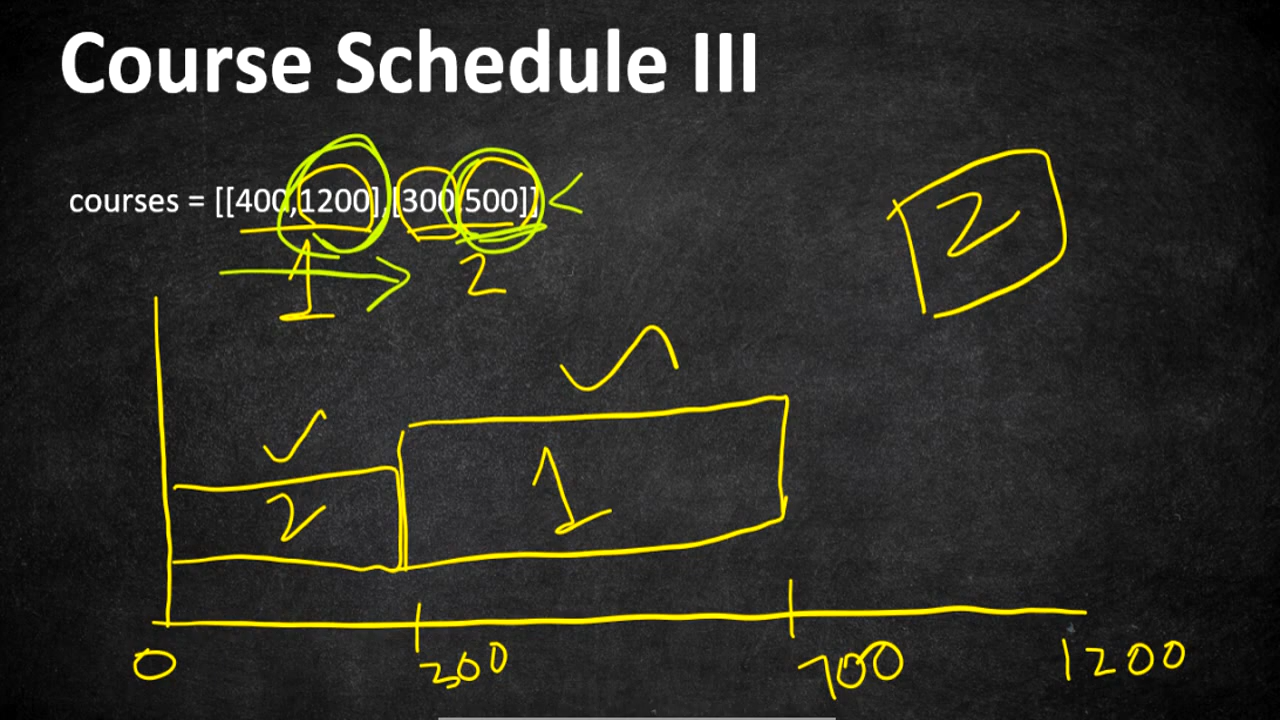 Course Schedule III
courses = [[400,1200],[300,500]] <
1 2
2
2 1
0 300 700 1200